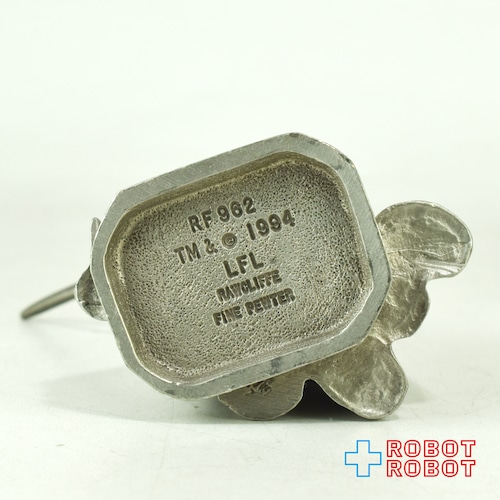 RF 962
TM & © 1994
LFL
RAWCLIFFE
FINE PEWTER
ROBOT
ROBOT